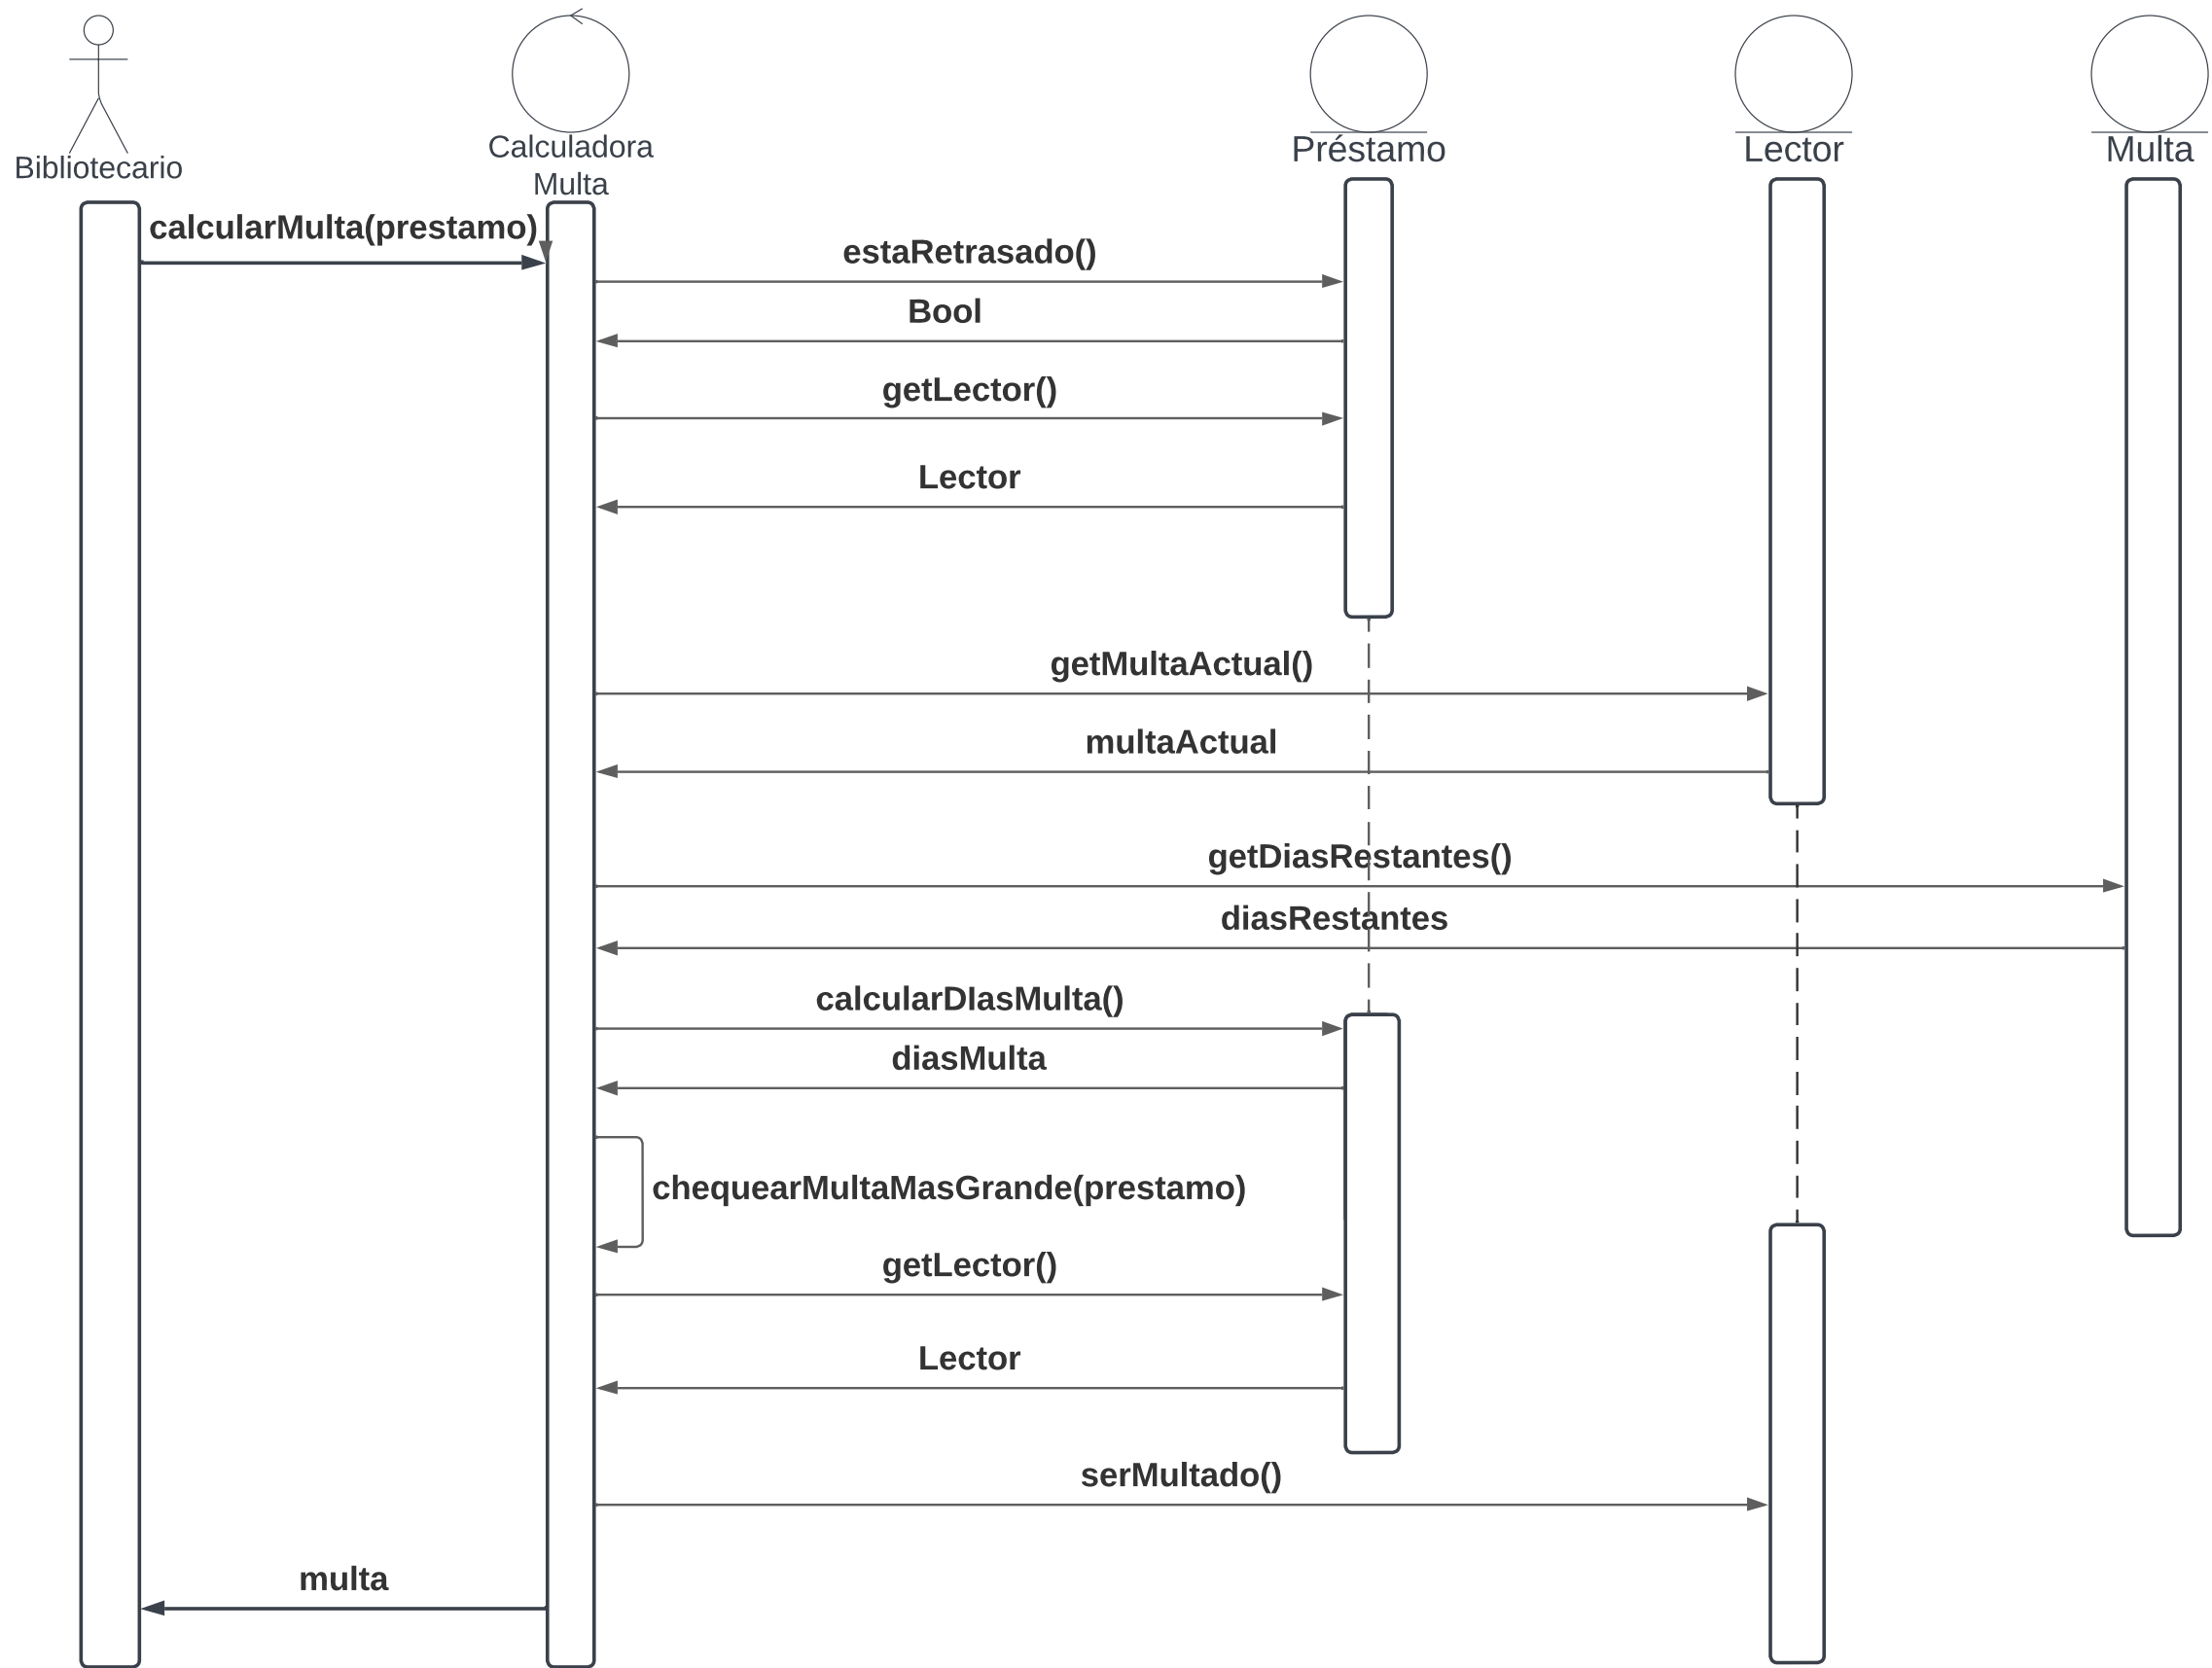 Bibliotecario
Calculadora
Multa
Préstamo
Lector
Multa
calcularMulta(prestamo)
estaRetrasado()
Bool
getLector()
Lector
getMultaActual()
multaActual
getDiasRestantes()
diasRestantes
calcularDIasMulta()
diasMulta
chequearMultaMasGrande(prestamo)
getLector()
Lector
serMultado()
multa